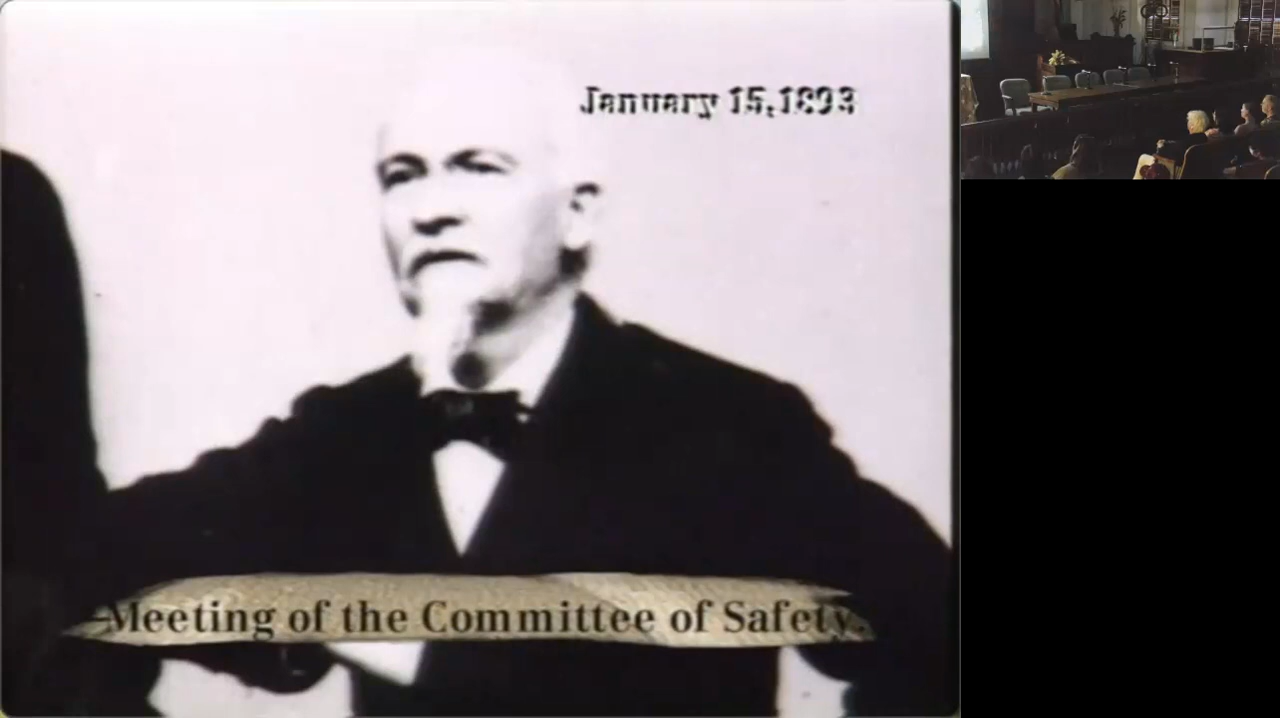 January 15, 1893
Meeting of the Committee of Safety.